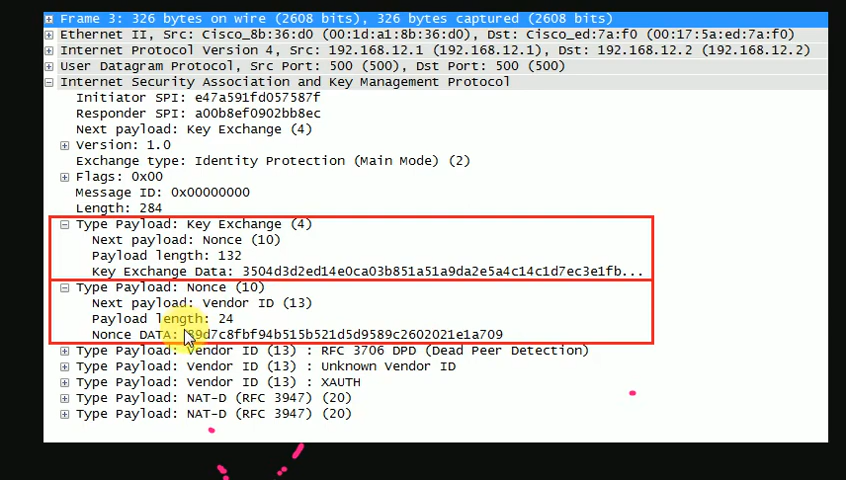 Frame 3: 326 bytes on wire (2608 bits), 326 bytes captured (2608 bits)
Ethernet II, Src: Cisco_8b:36:d0 (00:1d:a1:8b:36:d0), Dst: Cisco_ed:7a:f0 (00:17:5a:ed:7a:f0)
Internet Protocol Version 4, Src: 192.168.12.1 (192.168.12.1), Dst: 192.168.12.2 (192.168.12.2)
User Datagram Protocol, Src Port: 500 (500), Dst Port: 500 (500)
Internet Security Association and Key Management Protocol
Initiator SPI: e47a591fd057587f
Responder SPI: a00b8ef0902bb8ec
Next payload: Key Exchange (4)
Version: 1.0
Exchange type: Identity Protection (Main Mode) (2)
Flags: 0x00
Message ID: 0x00000000
Length: 284
Type Payload: Key Exchange (4)
Next payload: Nonce (10)
Payload length: 132
Key Exchange Data: 3504d3d2ed14e0ca03b851a51a9da2e5a4c14c1d7ec3e1fb...
Type Payload: Nonce (10)
Next payload: Vendor ID (13)
Payload length: 24
Nonce DATA: 89d7c8fbf94b515b521d5d9589c2602021e1a709
Type Payload: Vendor ID (13) : RFC 3706 DPD (Dead Peer Detection)
Type Payload: Vendor ID (13) : Unknown Vendor ID
Type Payload: Vendor ID (13) : XAUTH
Type Payload: NAT-D (RFC 3947) (20)
Type Payload: NAT-D (RFC 3947) (20)